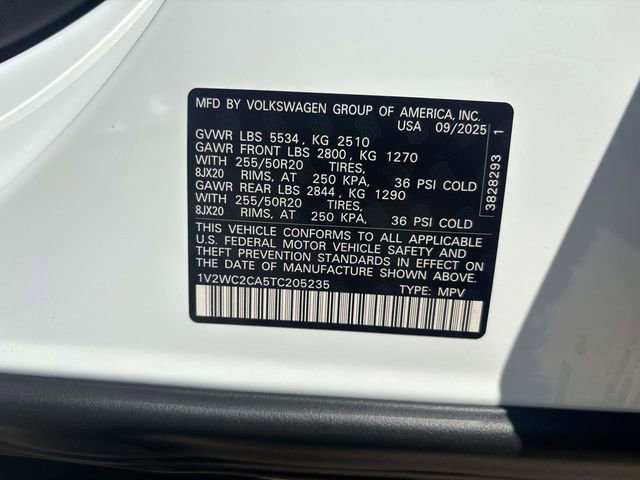 MFD BY VOLKSWAGEN GROUP OF AMERICA, INC.
USA 09/2025
GVWR LBS 5534, KG 2510
GAWR FRONT LBS 2800, KG 1270
WITH 255/50R20 TIRES,
8JX20 RIMS, AT 250 KPA, 36 PSI COLD
GAWR REAR LBS 2844, KG 1290
WITH 255/50R20 TIRES,
8JX20 RIMS, AT 250 KPA, 36 PSI COLD
THIS VEHICLE CONFORMS TO ALL APPLICABLE
U.S. FEDERAL MOTOR VEHICLE SAFETY AND
THEFT PREVENTION STANDARDS IN EFFECT ON
THE DATE OF MANUFACTURE SHOWN ABOVE.
1V2WC2CA5TC205235 TYPE: MPV
3828293 1